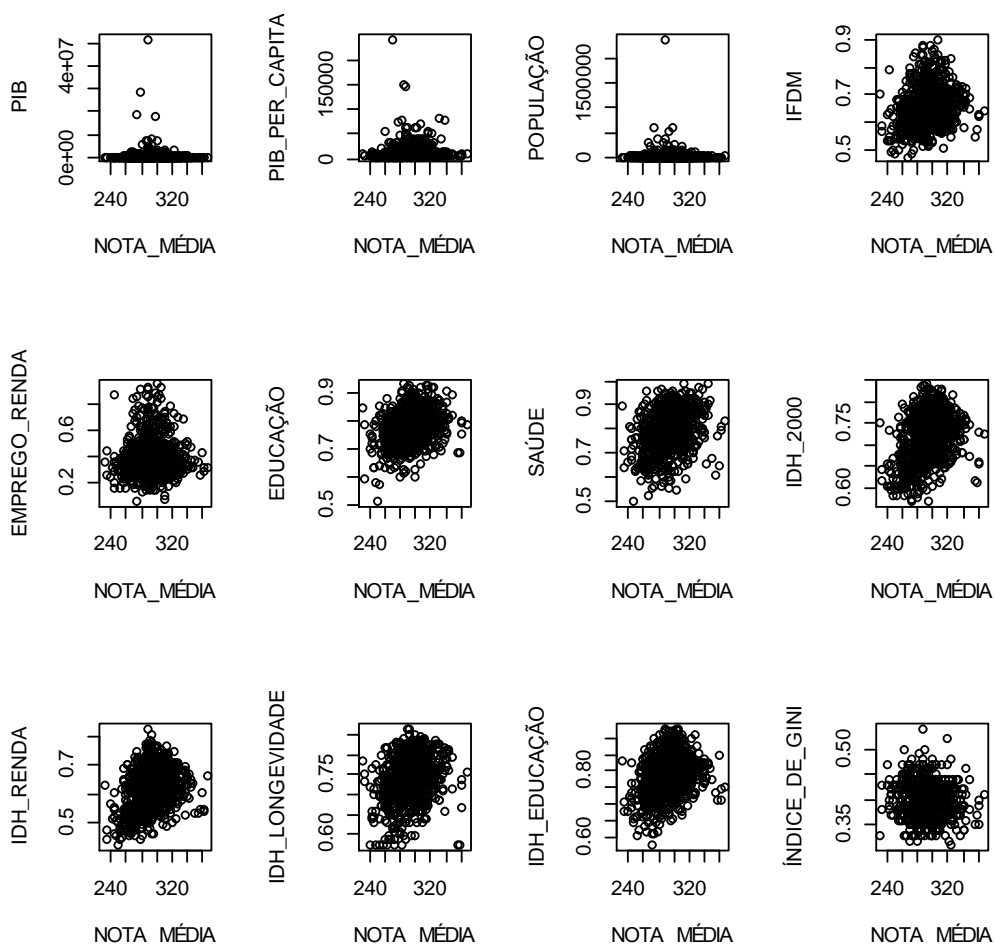 PIB
4e+07
0e+00
240
320
NOTA_MÉDIA
PIB_PER_CAPITA
150000
0
240
320
NOTA_MÉDIA
POPULAÇÃO
1500000
0
240
320
NOTA_MÉDIA
IFDM
0.9
0.7
0.5
240
320
NOTA_MÉDIA
EMPREGO_RENDA
0.6
0.2
240
320
NOTA_MÉDIA
EDUCAÇÃO
0.9
0.7
0.5
240
320
NOTA_MÉDIA
SAÚDE
0.9
0.7
0.5
240
320
NOTA_MÉDIA
IDH_2000
0.75
0.60
240
320
NOTA_MÉDIA
IDH_RENDA
0.7
0.5
240
320
NOTA_MÉDIA
IDH_LONGEVIDADE
0.75
0.60
240
320
NOTA_MÉDIA
IDH_EDUCAÇÃO
0.80
0.60
240
320
NOTA_MÉDIA
ÍNDICE_DE_GINI
0.50
0.35
240
320
NOTA_MÉDIA